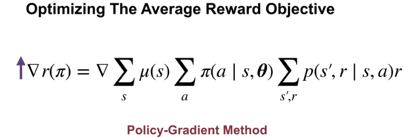 Optimizing The Average Reward Objective
↑∇r(π) = ∇ ∑_s μ(s) ∑_a π(a | s, θ) ∑_{s′,r} p(s′, r | s, a)r
Policy-Gradient Method